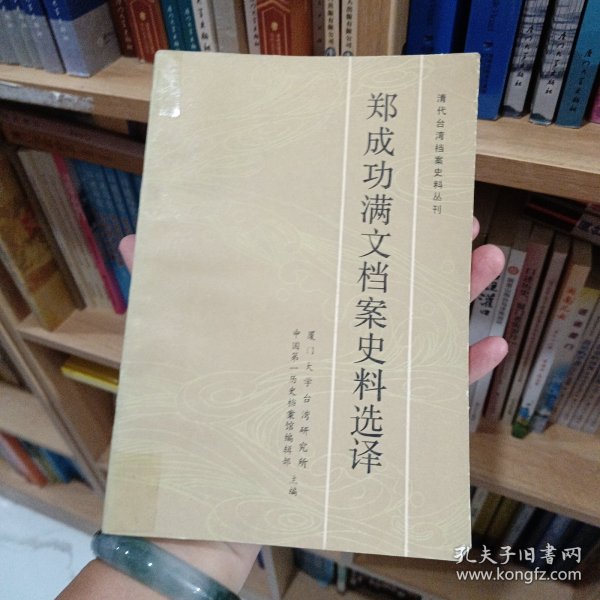 清代台湾档案史料丛刊
郑成功满文档案史料选译
厦门大学台湾研究所
中国第一历史档案馆编辑部
主编
孔夫子旧书网
www.kongfz.com